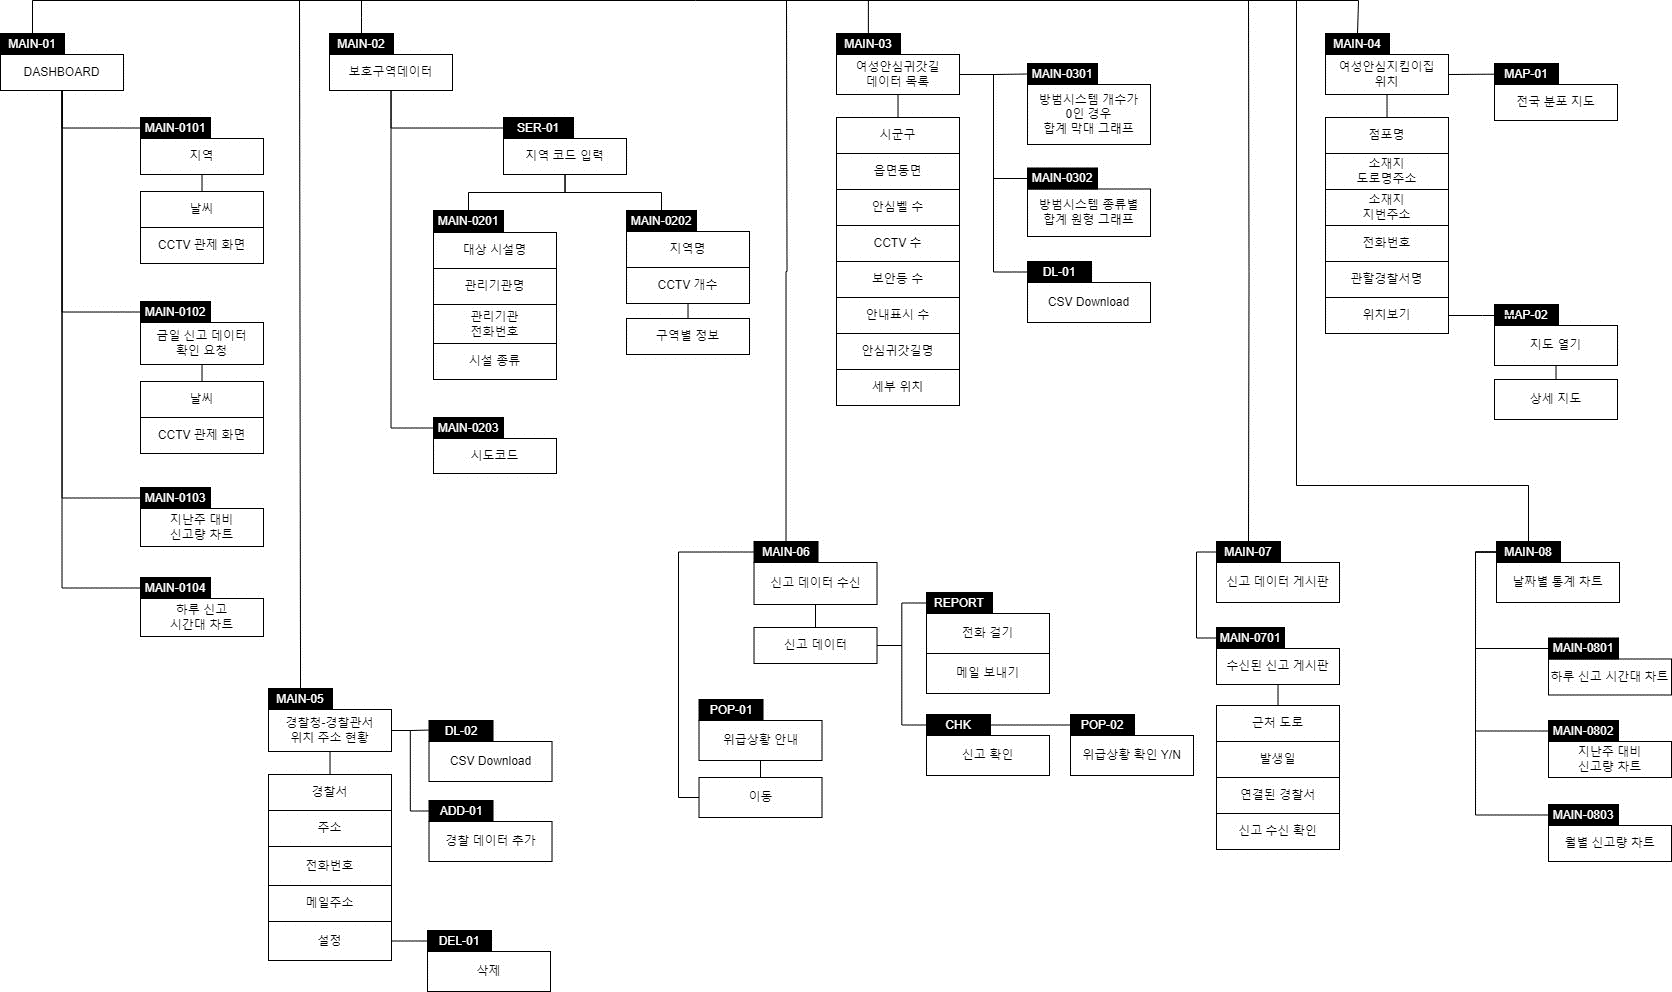 MAIN-01
DASHBOARD
MAIN-0101
지역
날씨
CCTV 관제 화면
MAIN-0102
금일 신고 데이터
확인 요청
날씨
CCTV 관제 화면
MAIN-0103
지난주 대비
신고량 차트
MAIN-0104
하루 신고
시간대 차트
MAIN-02
보호구역데이터
SER-01
지역 코드 입력
MAIN-0201
대상 시설명
관리기관명
관리기관
전화번호
시설 종류
MAIN-0202
지역명
CCTV 개수
구역별 정보
MAIN-0203
시도코드
MAIN-03
여성안심귀갓길
데이터 목록
시군구
읍면동면
안심벨 수
CCTV 수
보안등 수
안내표시 수
안심귀갓길명
세부 위치
MAIN-0301
방범시스템 개수가
0인 경우
합계 막대 그래프
MAIN-0302
방범시스템 종류별
합계 원형 그래프
DL-01
CSV Download
MAIN-04
여성안심지킴이집
위치
점포명
소재지
도로명주소
소재지
지번주소
전화번호
관할경찰서명
위치보기
MAP-01
전국 분포 지도
MAP-02
지도 열기
상세 지도
MAIN-05
경찰청-경찰관서
위치 주소 현황
경찰서
주소
전화번호
메일주소
설정
DL-02
CSV Download
ADD-01
경찰 데이터 추가
DEL-01
삭제
MAIN-06
신고 데이터 수신
신고 데이터
POP-01
위급상황 안내
이동
REPORT
전화 걸기
메일 보내기
CHK
신고 확인
POP-02
위급상황 확인 Y/N
MAIN-07
신고 데이터 게시판
MAIN-0701
수신된 신고 게시판
근처 도로
발생일
연결된 경찰서
신고 수신 확인
MAIN-08
날짜별 통계 차트
MAIN-0801
하루 신고 시간대 차트
MAIN-0802
지난주 대비
신고량 차트
MAIN-0803
월별 신고량 차트